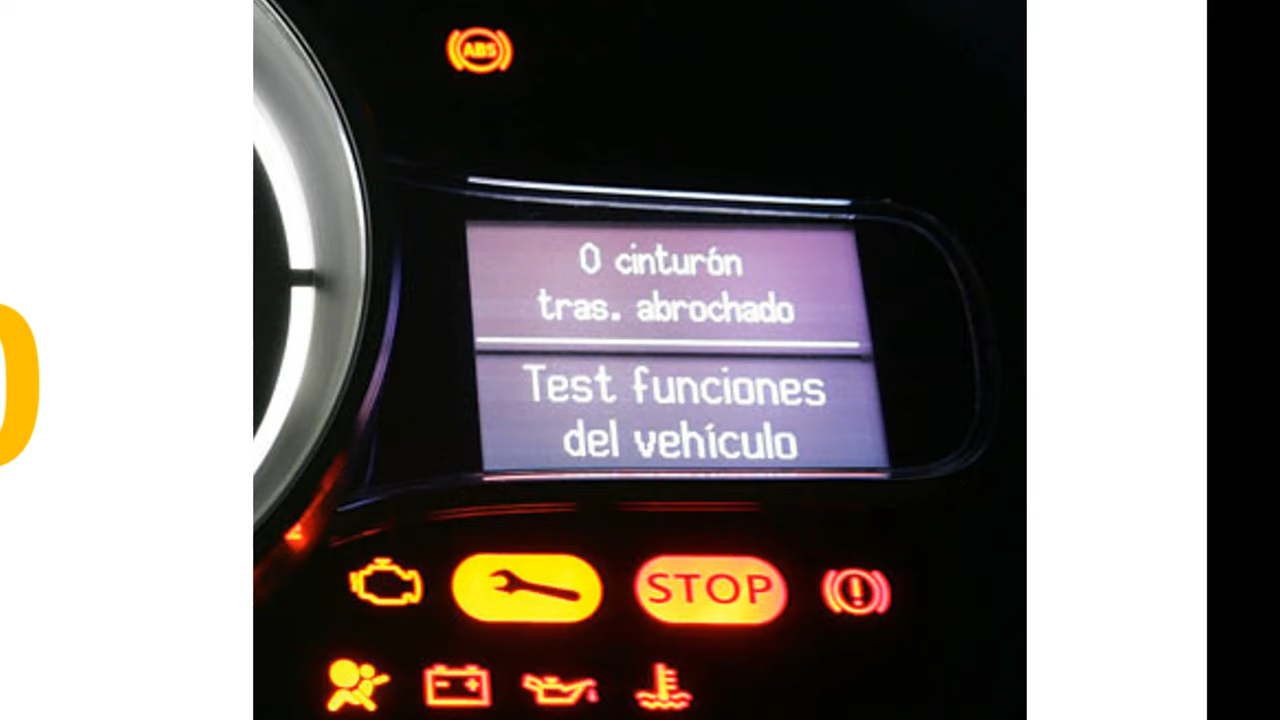 ABS
0 cinturón
tras. abrochado
Test funciones
del vehículo
STOP